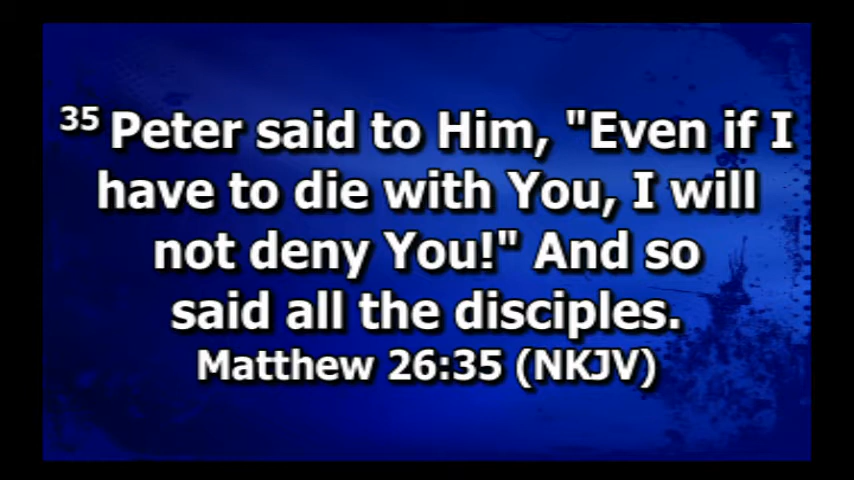 35 Peter said to Him, "Even if I
have to die with You, I will
not deny You!" And so
said all the disciples.
Matthew 26:35 (NKJV)